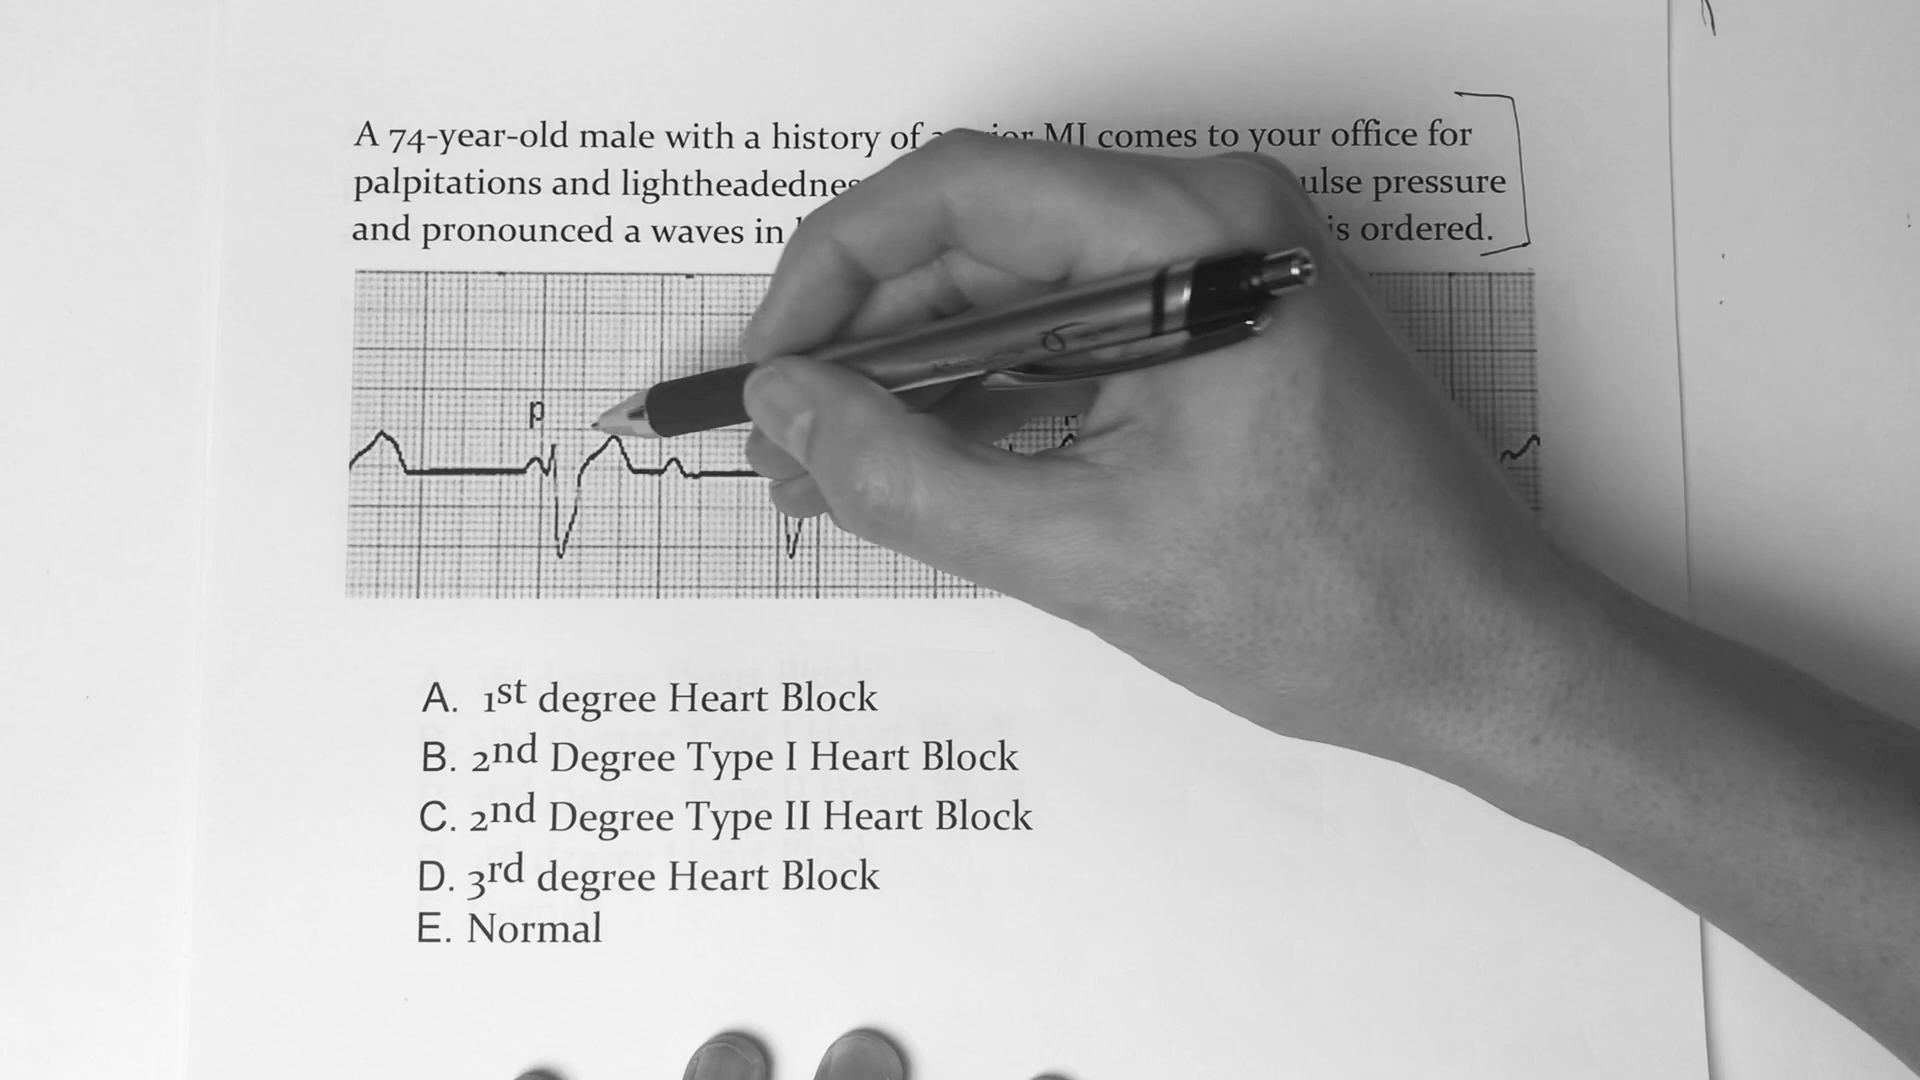 A 74-year-old male with a history of MI comes to your office for
palpitations and pulse pressure
and pronounced a waves in is ordered.
p
A. 1st degree Heart Block
B. 2nd Degree Type I Heart Block
C. 2nd Degree Type II Heart Block
D. 3rd degree Heart Block
E. Normal